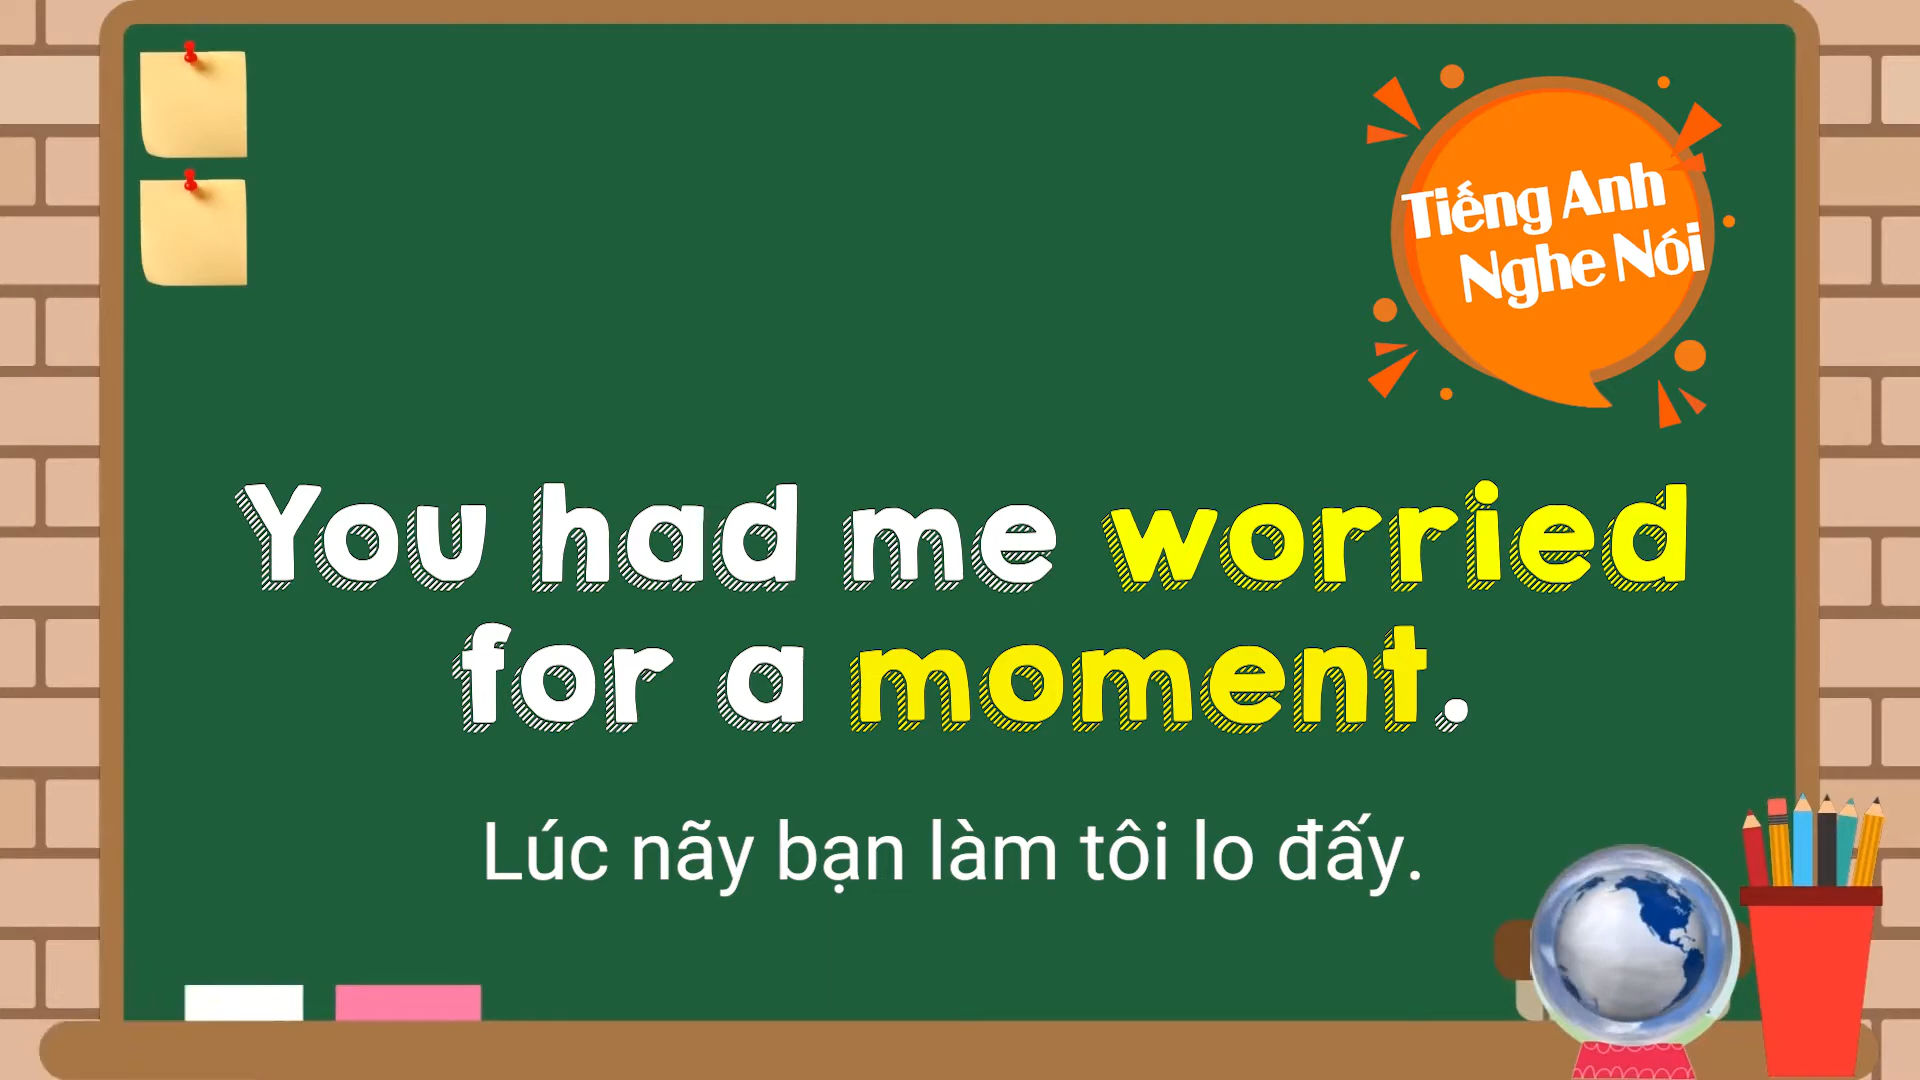 Tiếng Anh
Nghe Nói
You had me worried
for a moment.
Lúc nãy bạn làm tôi lo đấy.